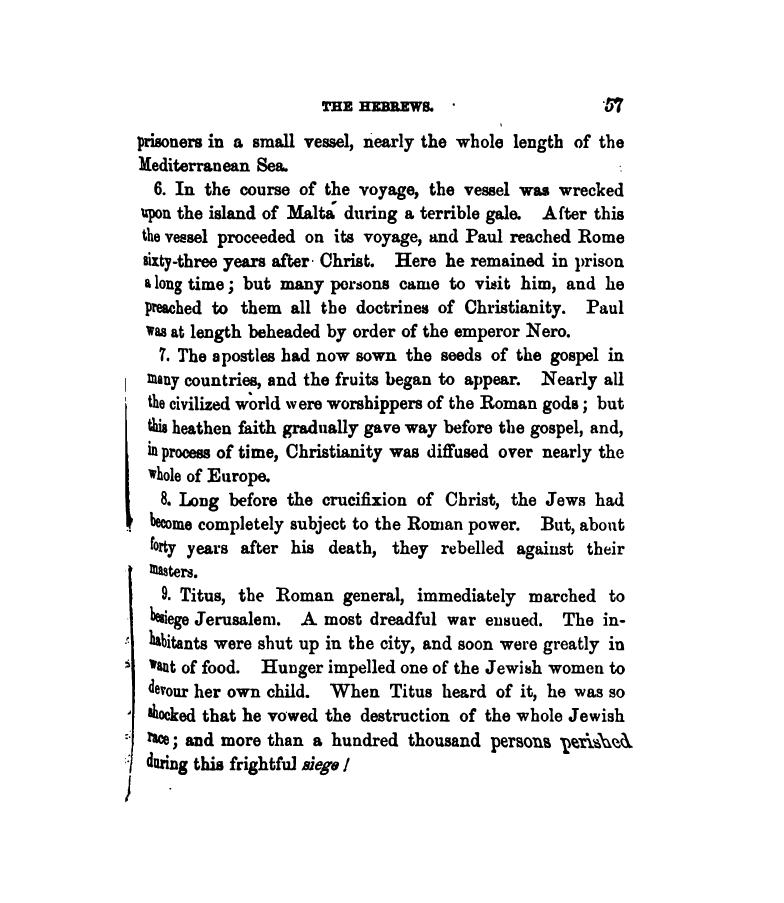 THE HEBREWS. 57
prisoners in a small vessel, nearly the whole length of the
Mediterranean Sea.
6. In the course of the voyage, the vessel was wrecked
upon the island of Malta during a terrible gale. After this
the vessel proceeded on its voyage, and Paul reached Rome
sixty-three years after Christ. Here he remained in prison
a long time; but many persons came to visit him, and he
preached to them all the doctrines of Christianity. Paul
was at length beheaded by order of the emperor Nero.
7. The apostles had now sown the seeds of the gospel in
many countries, and the fruits began to appear. Nearly all
the civilized world were worshippers of the Roman gods; but
this heathen faith gradually gave way before the gospel, and,
in process of time, Christianity was diffused over nearly the
whole of Europe.
8. Long before the crucifixion of Christ, the Jews had
become completely subject to the Roman power. But, about
forty years after his death, they rebelled against their
masters.
9. Titus, the Roman general, immediately marched to
besiege Jerusalem. A most dreadful war ensued. The in-
habitants were shut up in the city, and soon were greatly in
want of food. Hunger impelled one of the Jewish women to
devour her own child. When Titus heard of it, he was so
shocked that he vowed the destruction of the whole Jewish
race; and more than a hundred thousand persons perished
during this frightful siege!